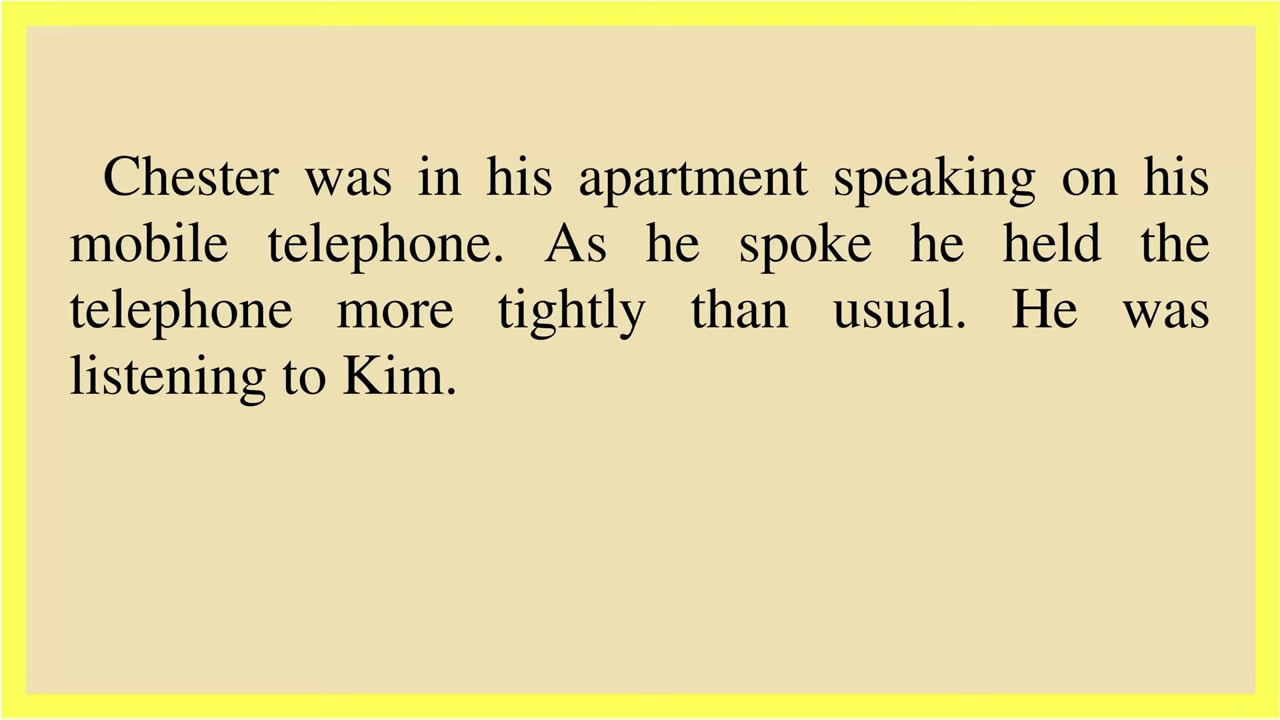 Chester was in his apartment speaking on his
mobile telephone. As he spoke he held the
telephone more tightly than usual. He was
listening to Kim.